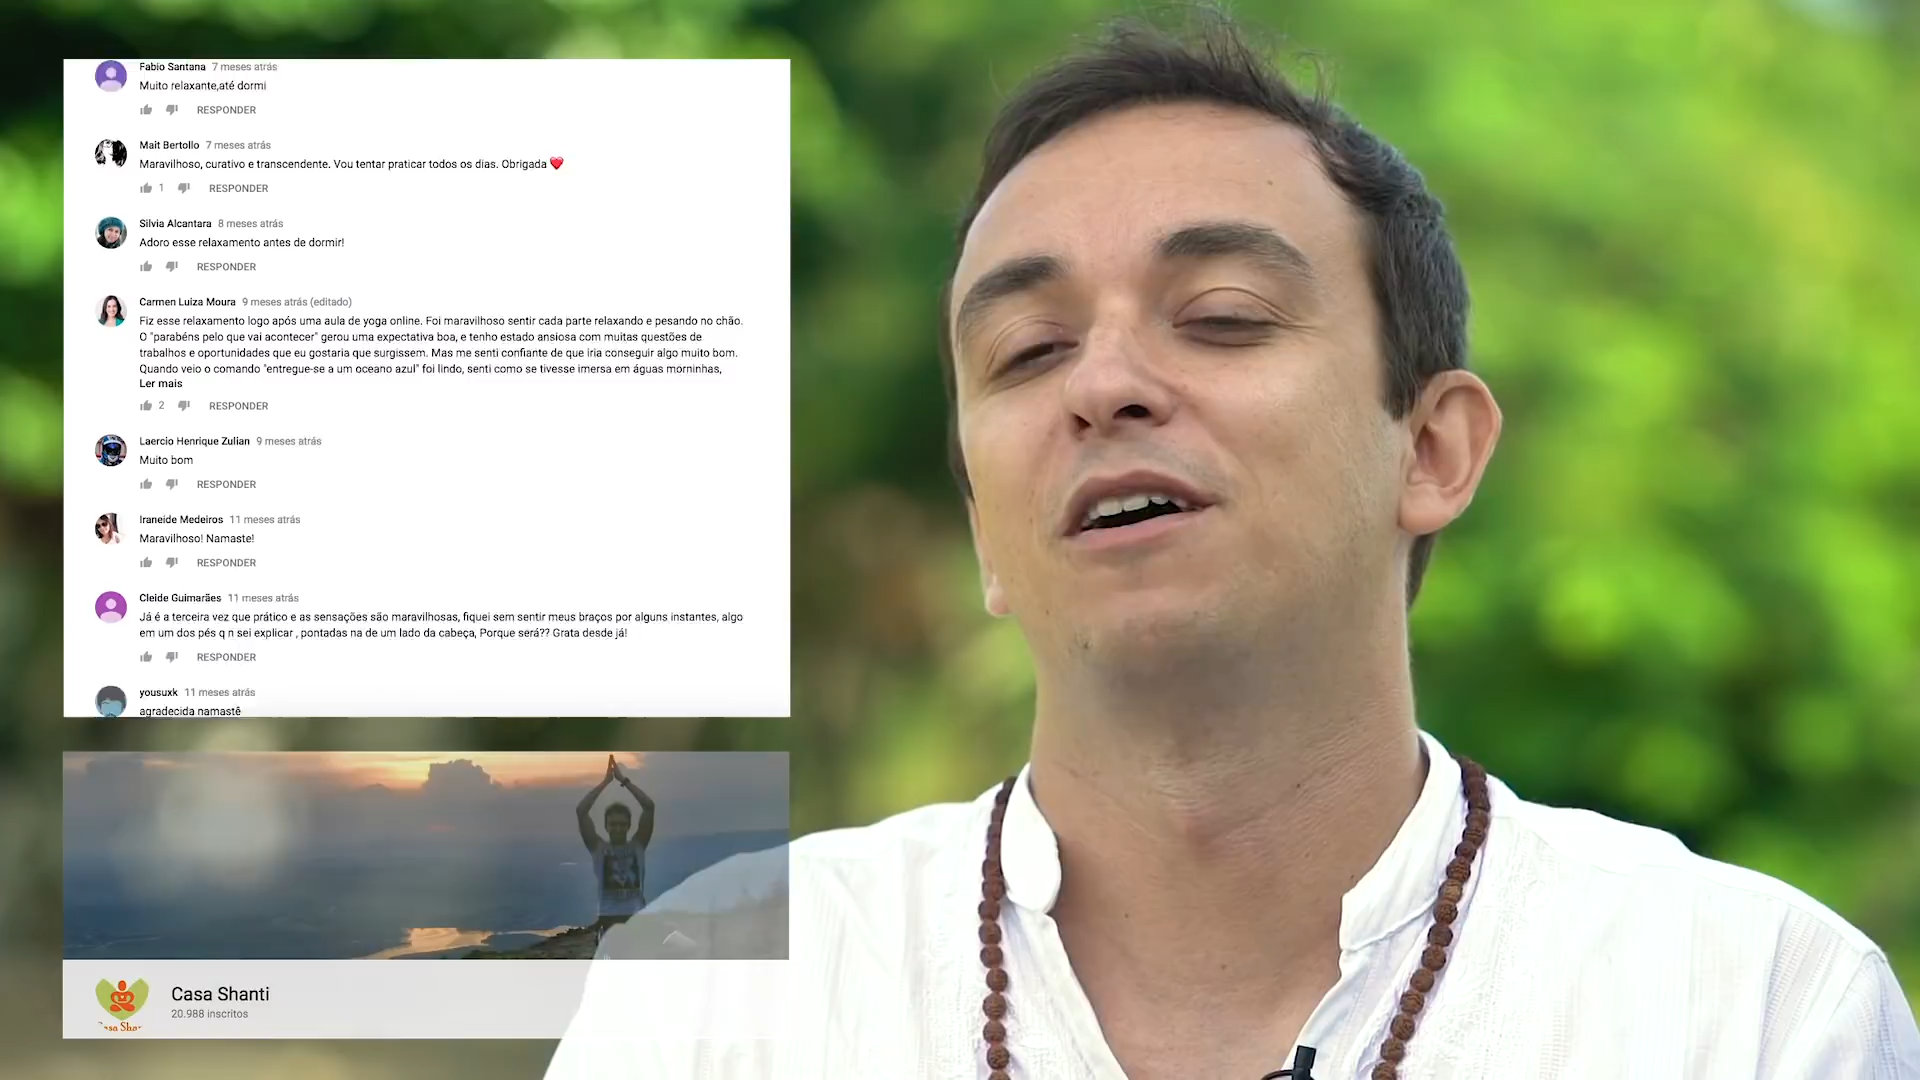 Fabio Santana 7 meses atrás
Muito relaxante,até dormi
RESPONDER
Mait Bertollo 7 meses atrás
Maravilhoso, curativo e transcendente. Vou tentar praticar todos os dias. Obrigada ❤️
1 RESPONDER
Silvia Alcantara 8 meses atrás
Adoro esse relaxamento antes de dormir!
RESPONDER
Carmen Luiza Moura 9 meses atrás (editado)
Fiz esse relaxamento logo após uma aula de yoga online. Foi maravilhoso sentir cada parte relaxando e pesando no chão.
O "parabéns pelo que vai acontecer" gerou uma expectativa boa, e tenho estado ansiosa com muitas questões de
trabalhos e oportunidades que eu gostaria que surgissem. Mas me senti confiante de que iria conseguir algo muito bom.
Quando veio o comando "entregue-se a um oceano azul" foi lindo, senti como se tivesse imersa em águas morninhas,
Ler mais
2 RESPONDER
Laercio Henrique Zulian 9 meses atrás
Muito bom
RESPONDER
Iraneide Medeiros 11 meses atrás
Maravilhoso! Namaste!
RESPONDER
Cleide Guimarães 11 meses atrás
Já é a terceira vez que prático e as sensações são maravilhosas, fiquei sem sentir meus braços por alguns instantes, algo
em um dos pés q n sei explicar , pontadas na de um lado da cabeça, Porque será?? Grata desde já!
RESPONDER
yousuxk 11 meses atrás
agradecida namastê
Casa Shanti
20.988 inscritos